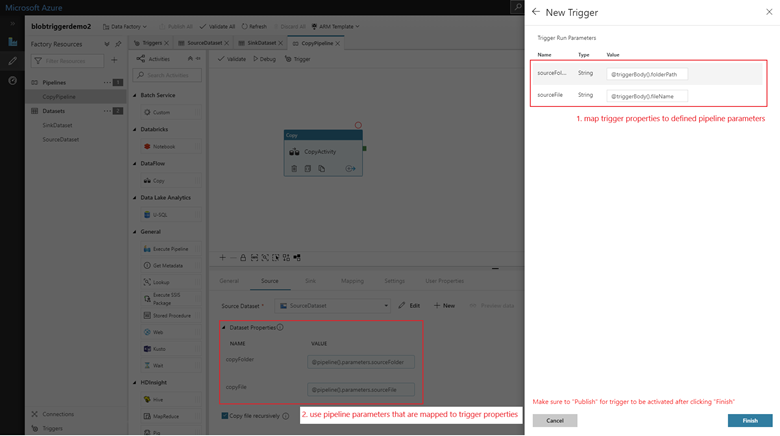 Microsoft Azure
blobtriggerdemo2
Data Factory
Publish All
Validate All
Refresh
Discard All
ARM Template
Factory Resources
Filter Resources
Pipelines
1
CopyPipeline
Datasets
2
SinkDataset
SourceDataset
Connections
Triggers
Triggers
SourceDataset
SinkDataset
CopyPipeline
Activities
Search Activities
Batch Service
Custom
Databricks
Notebook
DataFlow
Copy
Data Lake Analytics
U-SQL
General
Execute Pipeline
Get Metadata
Lookup
Execute SSIS
Package
Stored Procedure
Web
Wait
HDInsight
Hive
MapReduce
Pig
Validate
Debug
Trigger
Copy
CopyActivity
General
Source
Sink
Mapping
Settings
User Properties
Source Dataset *
SourceDataset
Edit
+ New
Preview data
Dataset Properties
NAME
VALUE
copyFolder
@pipeline().parameters.sourceFolder
copyFile
@pipeline().parameters.sourceFile
Copy file recursively
2. use pipeline parameters that are mapped to trigger properties
New Trigger
Trigger Run Parameters
Name
Type
Value
sourceFol...
String
@triggerBody().folderPath
sourceFile
String
@triggerBody().fileName
1. map trigger properties to defined pipeline parameters
Make sure to "Publish" for trigger to be activated after clicking "Finish"
Cancel
Finish